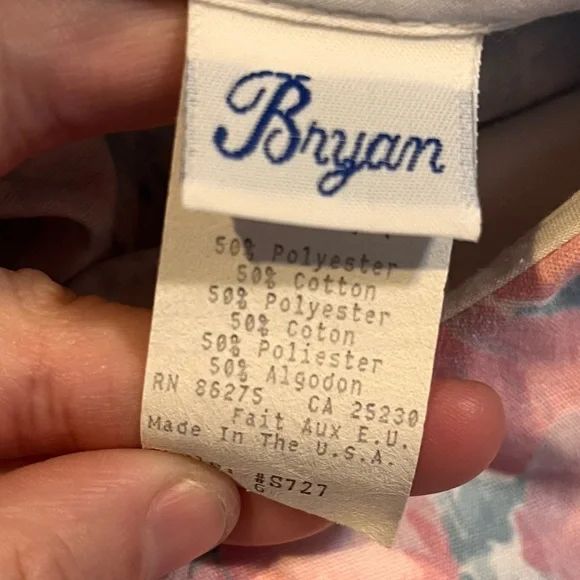 Bryan
50% Polyester
50% Cotton
50% Polyester
50% Coton
50% Poliester
50% Algodon
RN 86275 CA 25230
Fait Aux E.U.
Made In The U.S.A.
#S727